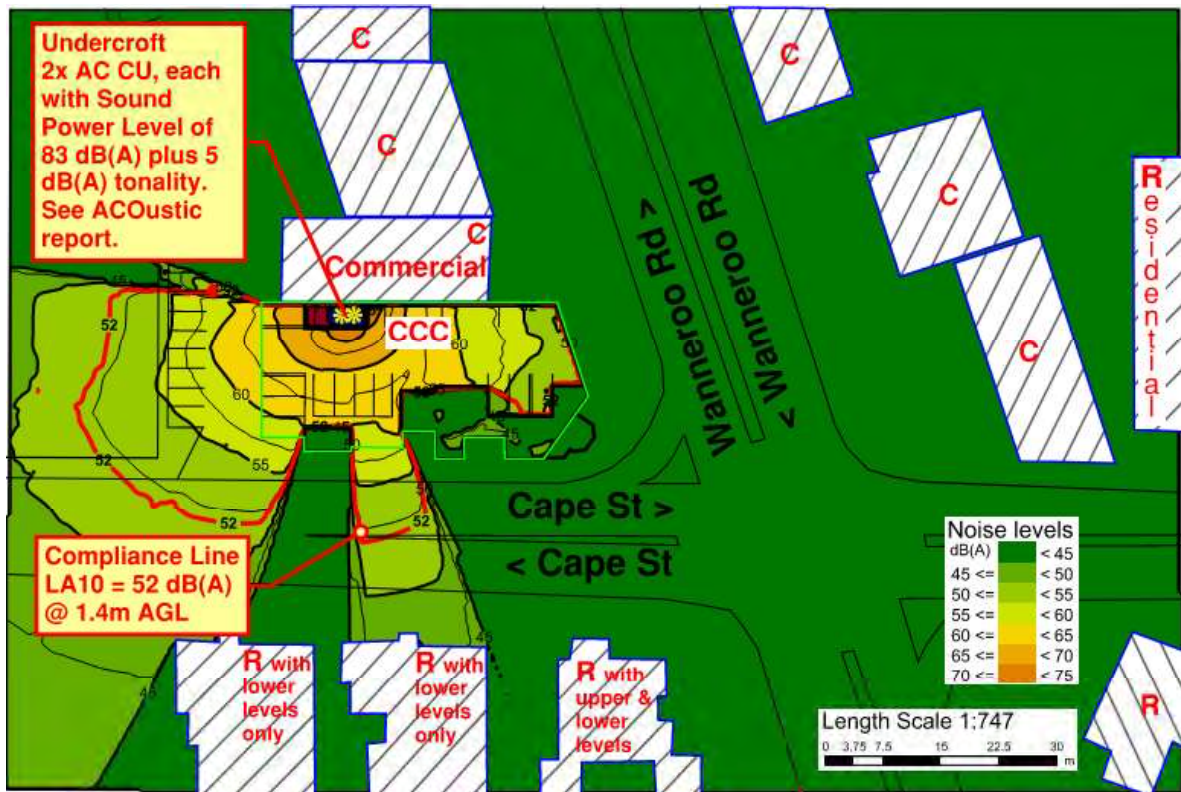 Undercroft
2x AC CU, each
with Sound
Power Level of
83 dB(A) plus 5
dB(A) tonality.
See ACOustic
report.
C
C
C
Commercial
C
C
C
R
e
s
i
d
e
n
t
i
a
l
Wanneroo Rd >
< Wanneroo Rd
CCC
52
60
60
52
55
52
52
45
45
Cape St >
< Cape St
Compliance Line
LA10 = 52 dB(A)
@ 1.4m AGL
R with
lower
levels
only
R with
lower
levels
only
R with
upper &
lower
levels
R
Noise levels
dB(A) < 45
45 <= < 50
50 <= < 55
55 <= < 60
60 <= < 65
65 <= < 70
70 <= < 75
Length Scale 1:747
0 3.75 7.5 15 22.5 30
m